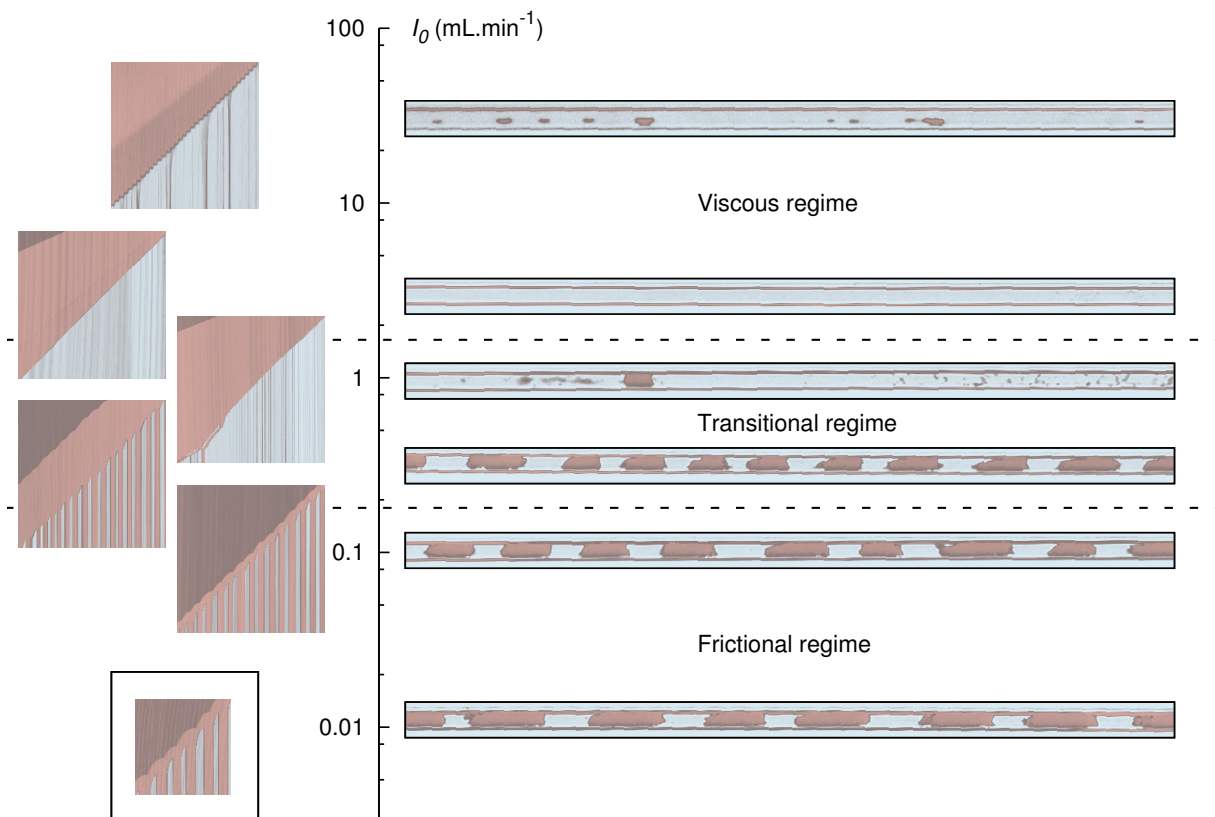 100
I₀ (mL.min⁻¹)
10
Viscous regime
1
Transitional regime
0.1
Frictional regime
0.01